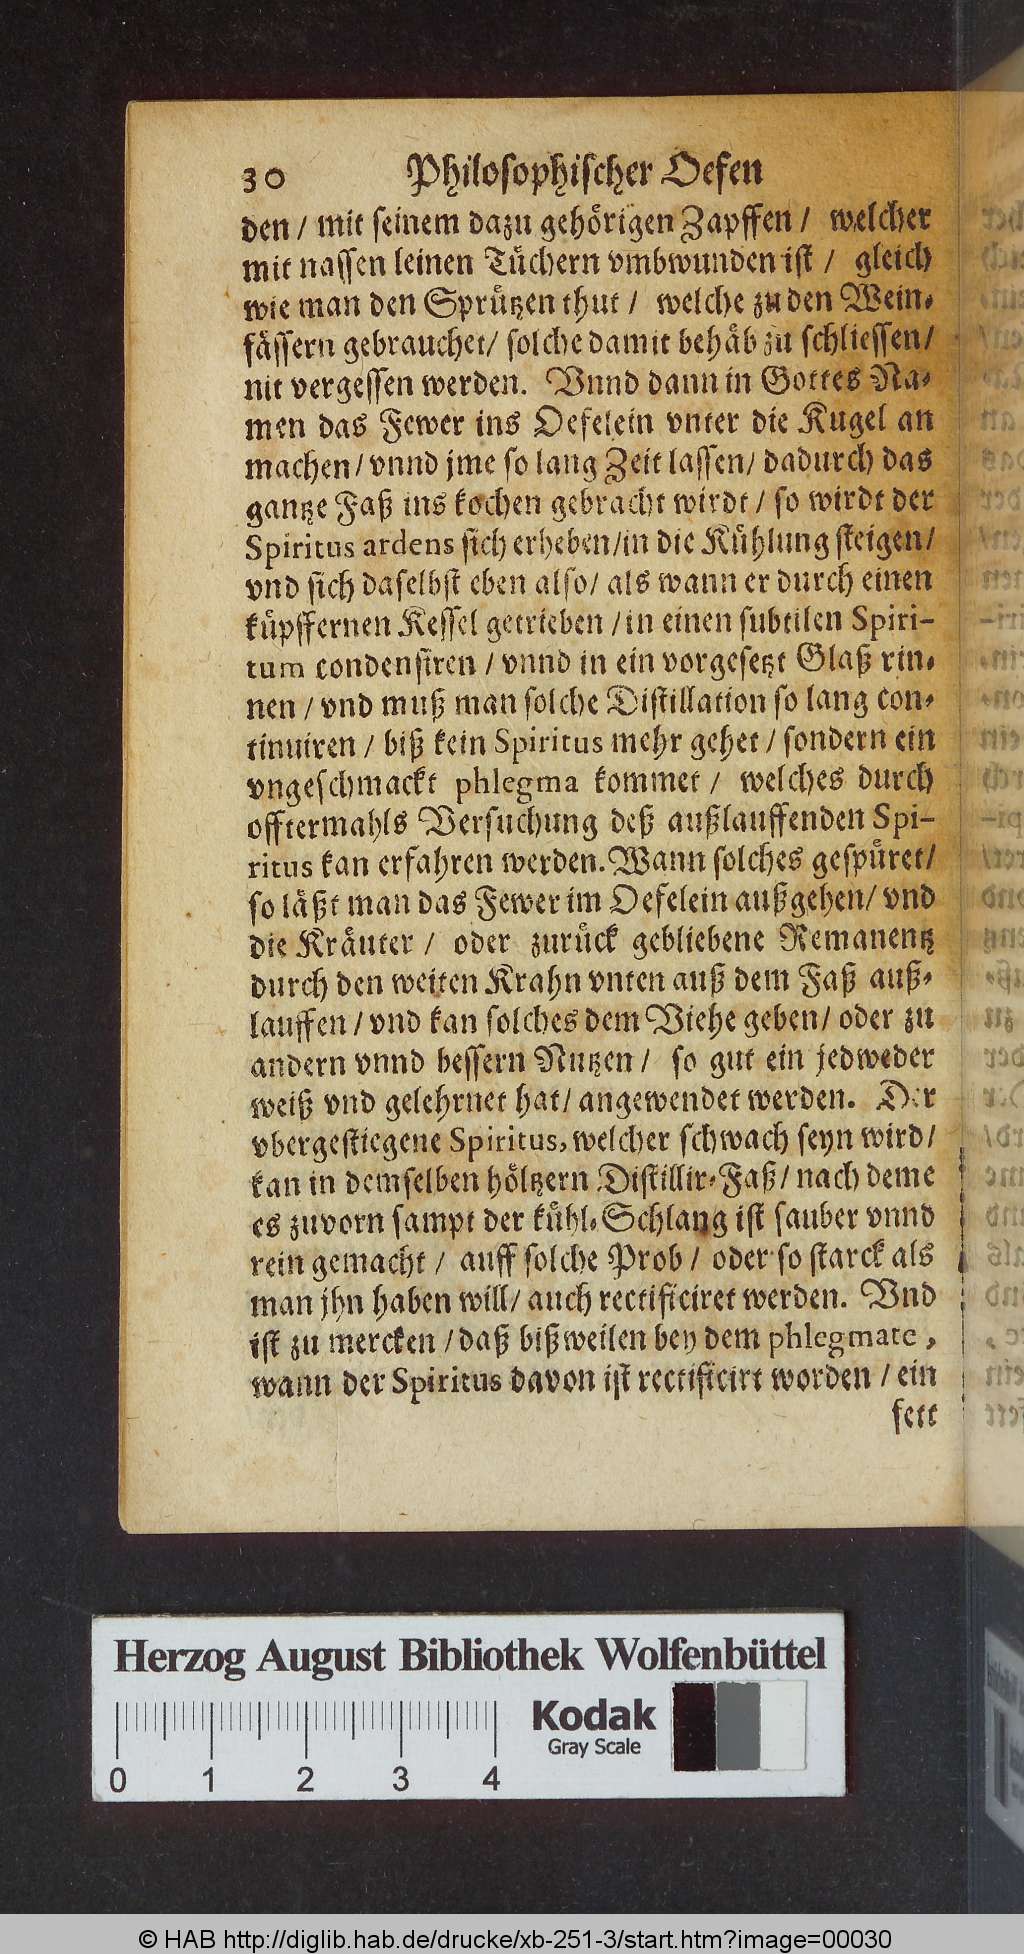 30 Philosophischer Oefen
den / mit seinem dazu gehörigen Zapffen / welcher
mit nassen leinen Tüchern vmbwunden ist / gleich
wie man den Sprützen thut / welche zu den Wein-
fässern gebrauchet / solche damit behäb zu schliessen /
nit vergessen werden. Vnnd dann in Gottes Na-
men das Fewer ins Oefelein vnter die Kugel an
machen / vnnd jme so lang Zeit lassen / dadurch das
gantze Faß ins kochen gebracht wirdt / so wirdt der
Spiritus ardens sich erheben / in die Kühlung steigen /
vnd sich daselbst eben also / als wann er durch einen
küpffernen Kessel getrieben / in einen subtilen Spiri-
tum condensiren / vnnd in ein vorgesetzt Glaß rin-
nen / vnd muß man solche Distillation so lang con-
tinuiren / biß kein Spiritus mehr gehet / sondern ein
vngeschmackt phlegma kommet / welches durch
offtermahls Versuchung deß außlauffenden Spi-
ritus kan erfahren werden. Wann solches gespüret /
so läßt man das Fewer im Oefelein außgehen / vnd
die Kräuter / oder zurück gebliebene Remanentz
durch den weiten Krahn vnten auß dem Faß auß-
lauffen / vnd kan solches dem Viehe geben / oder zu
andern vnnd bessern Nutzen / so gut ein jedweder
weiß vnd gelehrnet hat / angewendet werden. Der
vbergestiegene Spiritus, welcher schwach seyn wird /
kan in demselben höltzern Distillir-Faß / nach deme
es zuvorn sampt der kühl-Schlang ist sauber vnnd
rein gemacht / auff solche Prob / oder so starck als
man jhn haben will / auch rectificiret werden. Vnd
ist zu mercken / daß bißweilen bey dem phlegmate,
wann der Spiritus davon ist rectificirt worden / ein
fett
Herzog August Bibliothek Wolfenbüttel
Kodak
Gray Scale
0 1 2 3 4
© HAB http://diglib.hab.de/drucke/xb-251-3/start.htm?image=00030